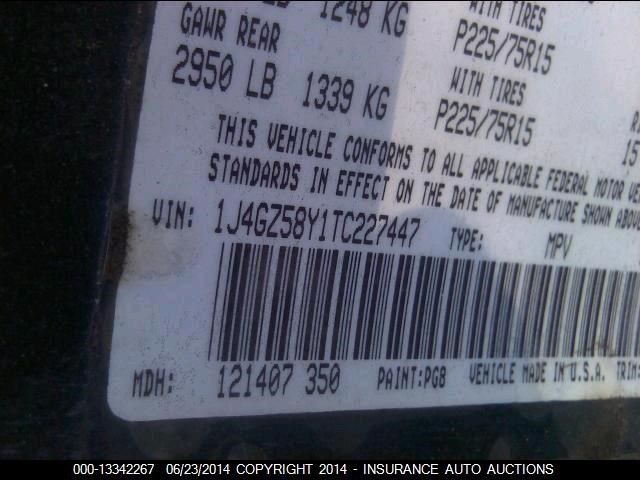 1248 KG WITH TIRES
GAWR REAR P225/75R15
2950 LB 1339 KG WITH TIRES
P225/75R15
THIS VEHICLE CONFORMS TO ALL APPLICABLE FEDERAL MOTOR
STANDARDS IN EFFECT ON THE DATE OF MANUFACTURE SHOWN ABOVE
VIN: 1J4GZ58Y1TC227447 TYPE: MPV
MDH: 121407 350 PAINT:PG8 VEHICLE MADE IN U.S.A. TRIM:
000-13342267 06/23/2014 COPYRIGHT 2014 - INSURANCE AUTO AUCTIONS